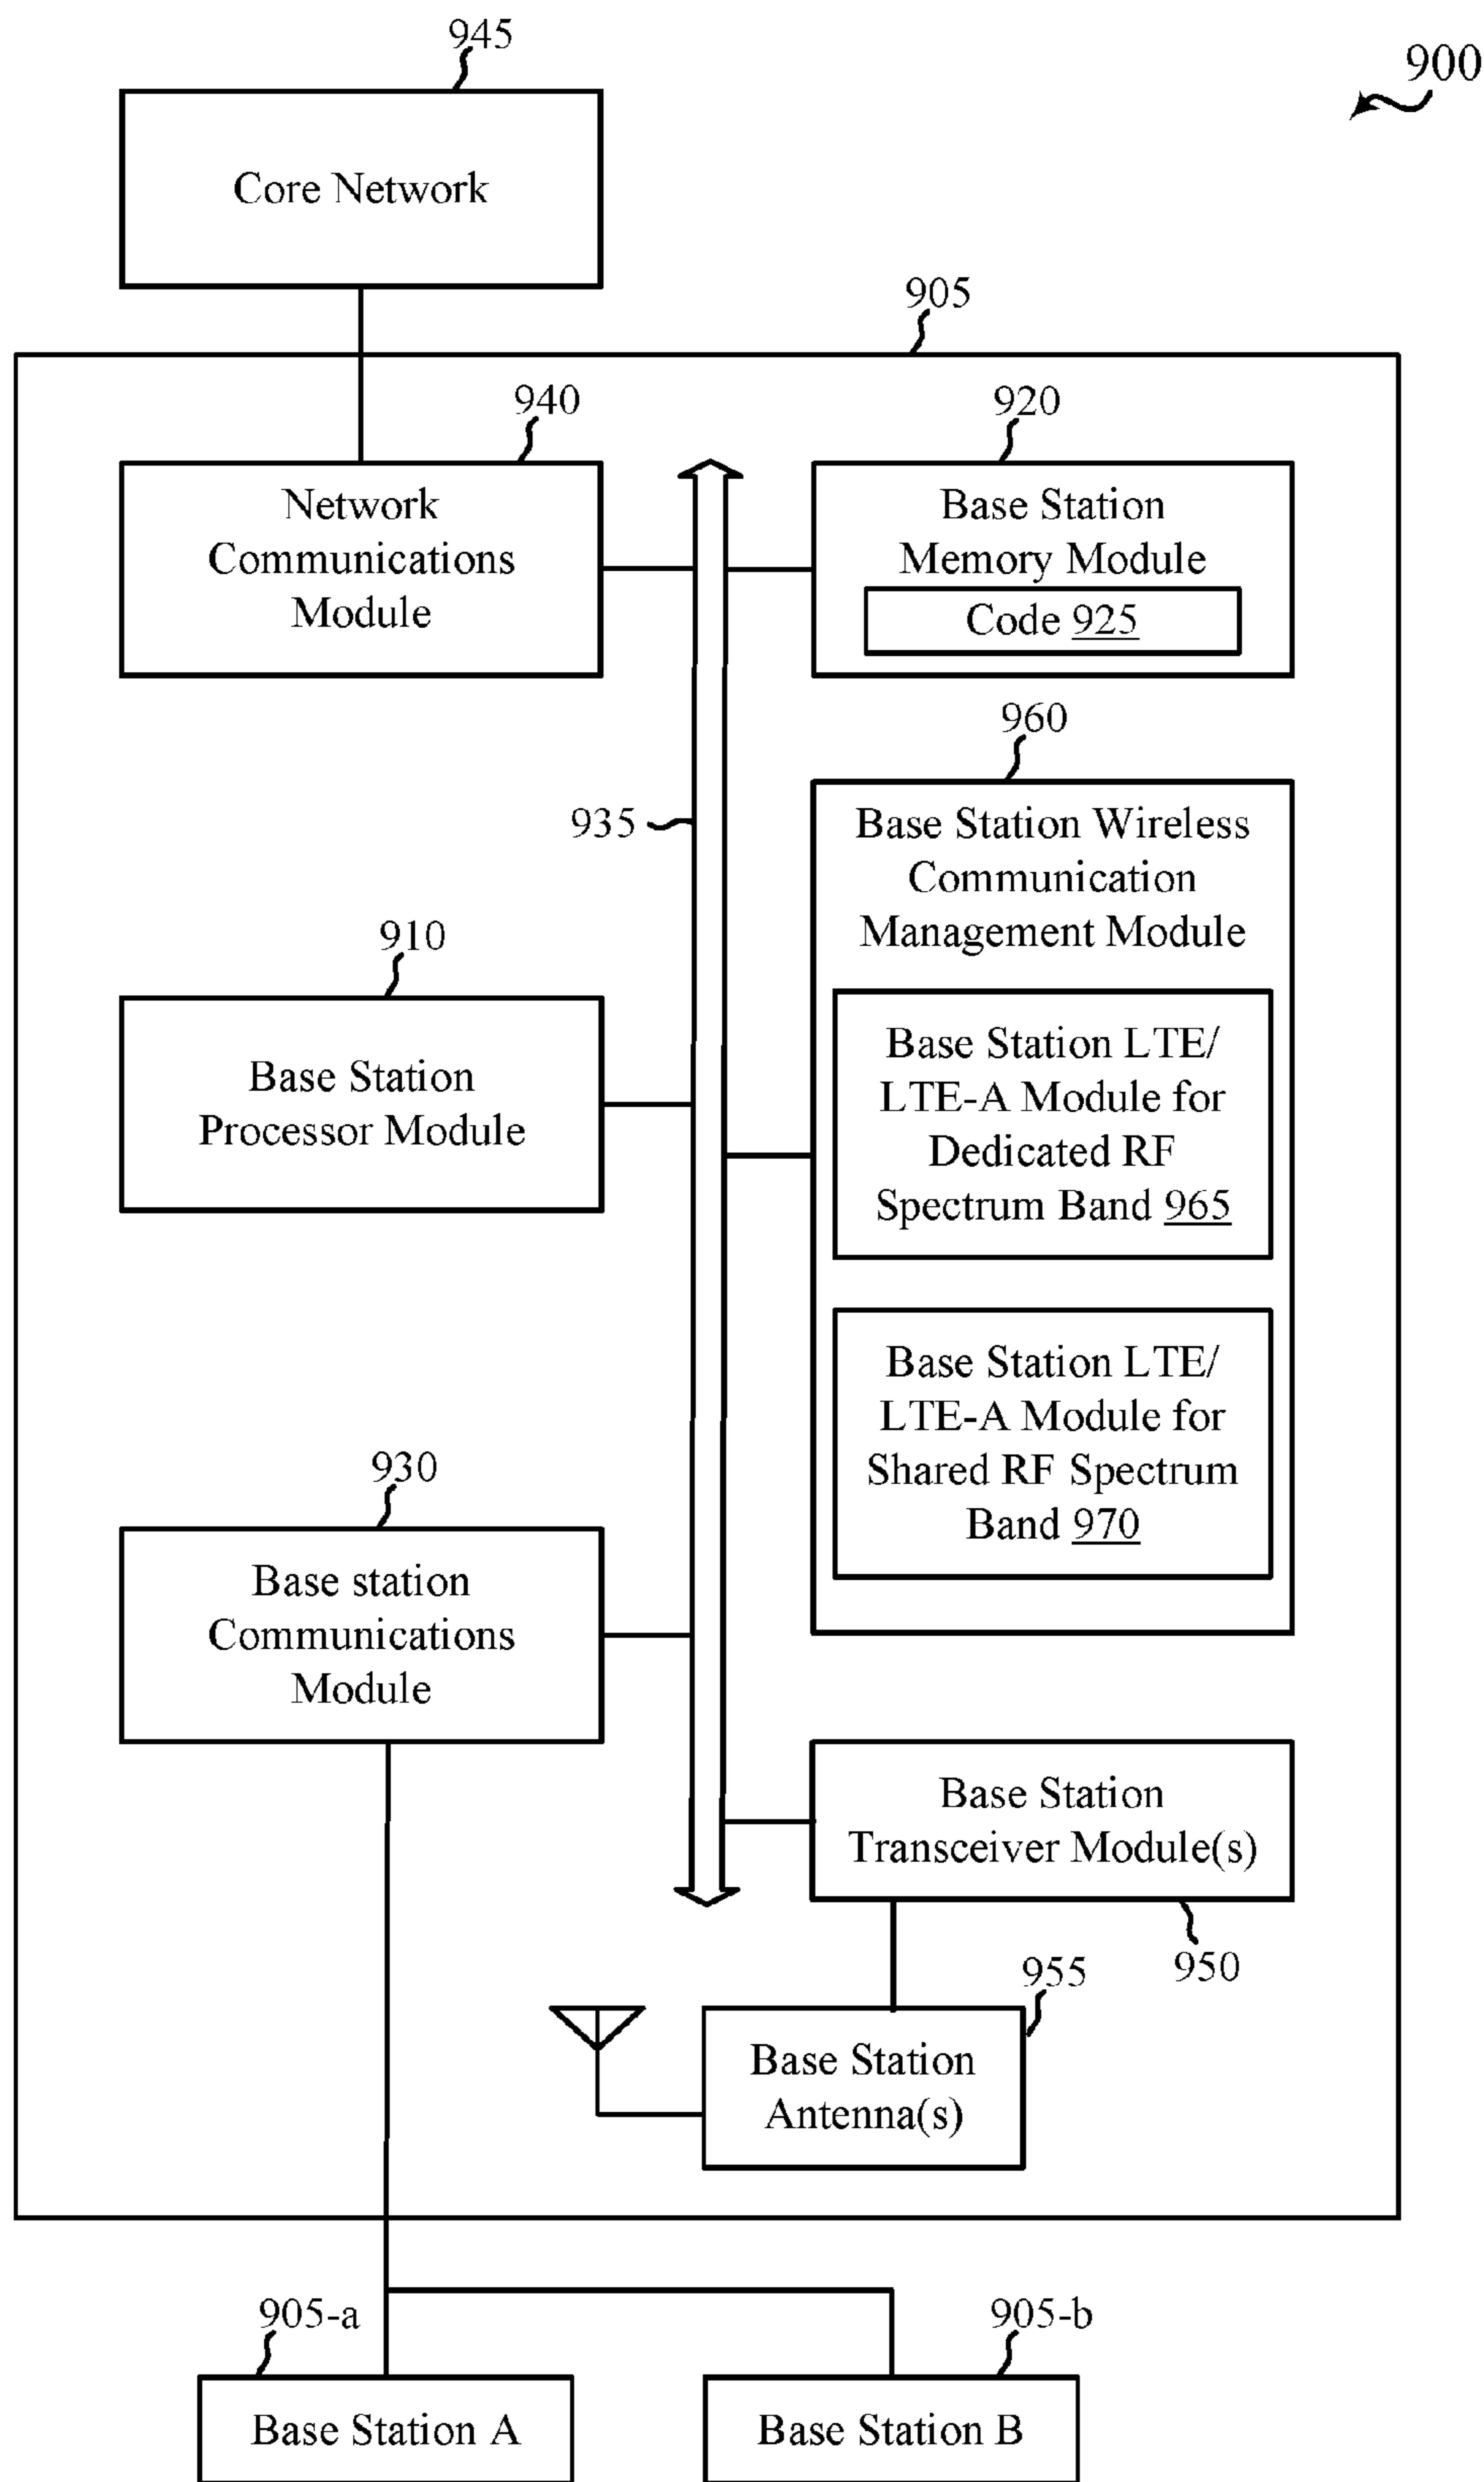 945
900
Core Network
905
940
920
Network
Communications
Module
Base Station
Memory Module
Code 925
960
935
Base Station Wireless
Communication
Management Module
910
Base Station
Processor Module
Base Station LTE/
LTE-A Module for
Dedicated RF
Spectrum Band 965
Base Station LTE/
LTE-A Module for
Shared RF Spectrum
Band 970
930
Base station
Communications
Module
Base Station
Transceiver Module(s)
950
955
Base Station
Antenna(s)
905-a
905-b
Base Station A
Base Station B